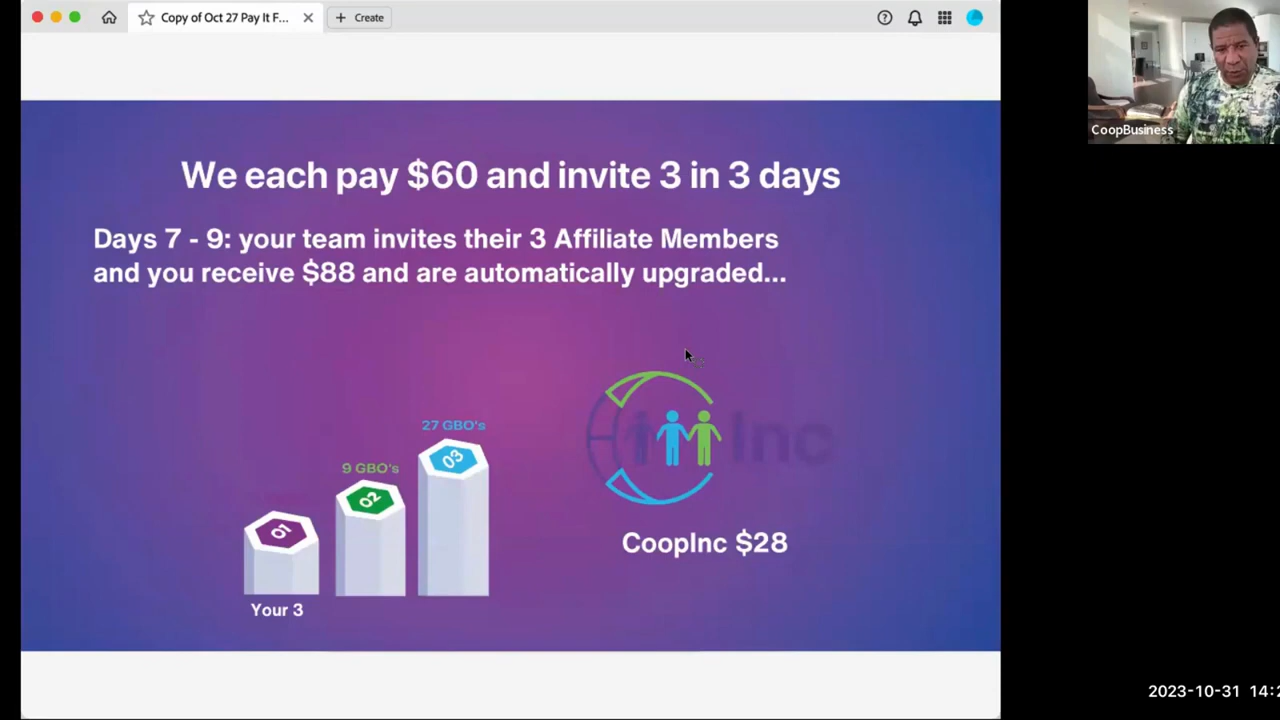 Copy of Oct 27 Pay It F...
Create
CoopBusiness
We each pay $60 and invite 3 in 3 days
Days 7 - 9: your team invites their 3 Affiliate Members
and you receive $88 and are automatically upgraded...
27 GBO's
9 GBO's
03
02
01
Inc
CoopInc $28
Your 3
2023-10-31 14:2